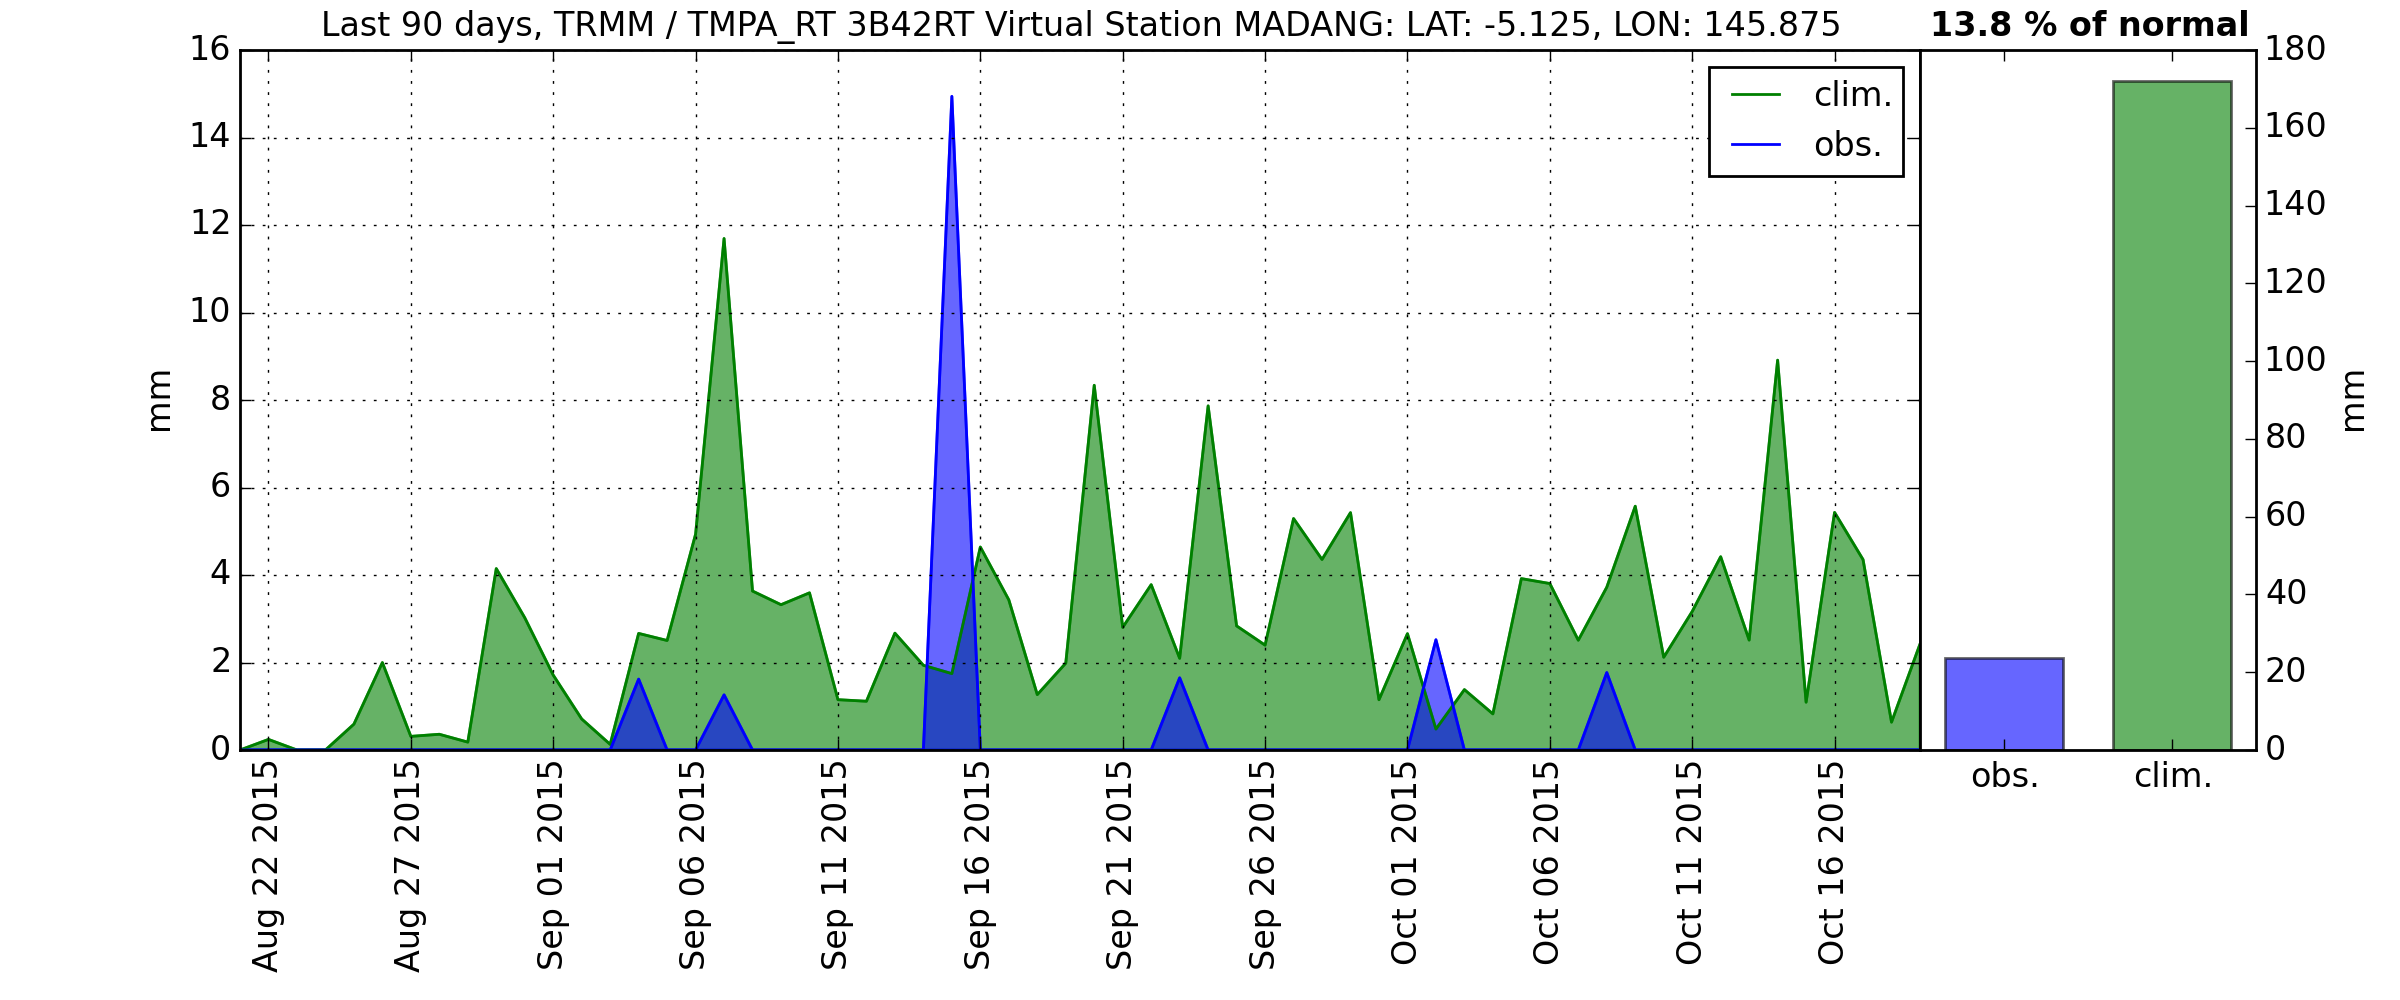 Last 90 days, TRMM / TMPA_RT 3B42RT Virtual Station MADANG: LAT: -5.125, LON: 145.875
13.8 % of normal
16
14
12
10
8
6
4
2
0
mm
clim.
obs.
180
160
140
120
100
80
60
40
20
0
mm
Aug 22 2015
Aug 27 2015
Sep 01 2015
Sep 06 2015
Sep 11 2015
Sep 16 2015
Sep 21 2015
Sep 26 2015
Oct 01 2015
Oct 06 2015
Oct 11 2015
Oct 16 2015
obs.
clim.